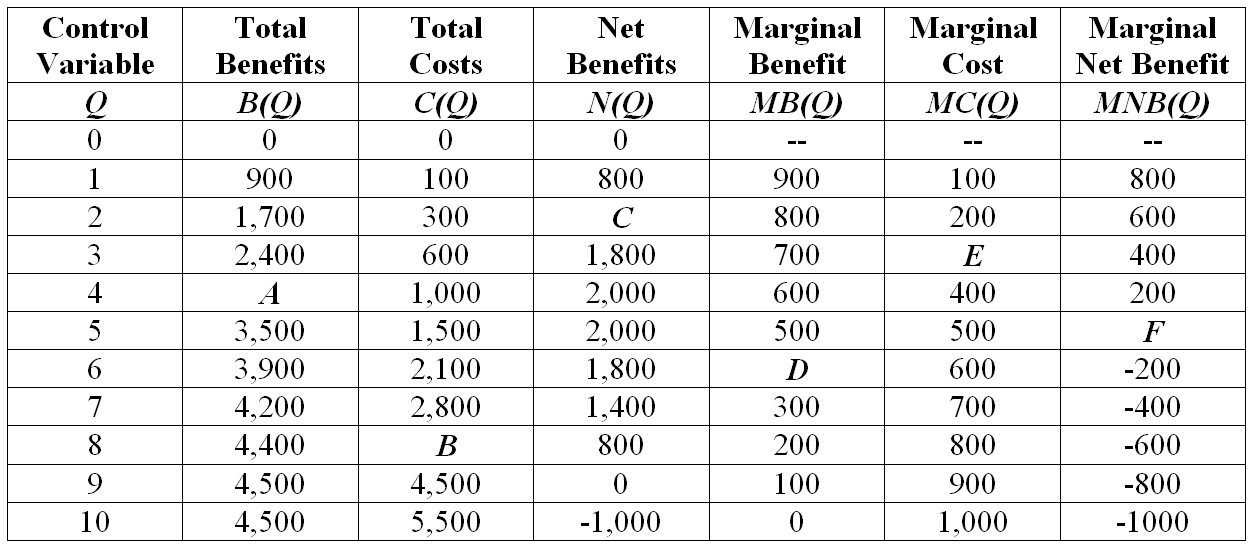 Control Variable Total Benefits Total Costs Net Benefits Marginal Benefit Marginal Cost Marginal Net Benefit
Q B(Q) C(Q) N(Q) MB(Q) MC(Q) MNB(Q)
0 0 0 0 -- -- --
1 900 100 800 900 100 800
2 1,700 300 C 800 200 600
3 2,400 600 1,800 700 E 400
4 A 1,000 2,000 600 400 200
5 3,500 1,500 2,000 500 500 F
6 3,900 2,100 1,800 D 600 -200
7 4,200 2,800 1,400 300 700 -400
8 4,400 B 800 200 800 -600
9 4,500 4,500 0 100 900 -800
10 4,500 5,500 -1,000 0 1,000 -1000